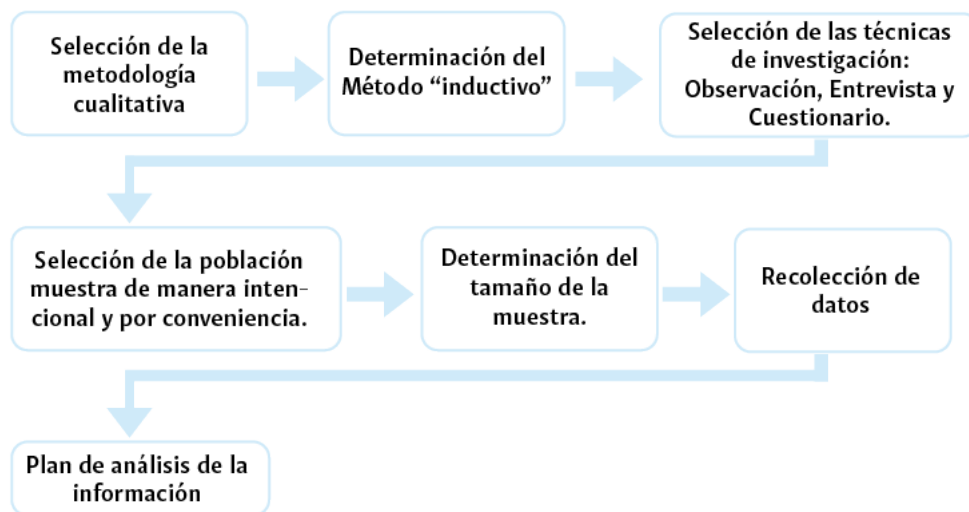 Selección de la
metodología
cualitativa
Determinación del
Método “inductivo”
Selección de las técnicas
de investigación:
Observación, Entrevista y
Cuestionario.
Selección de la población
muestra de manera inten-
cional y por conveniencia.
Determinación del
tamaño de la
muestra.
Recolección de
datos
Plan de análisis de la
información